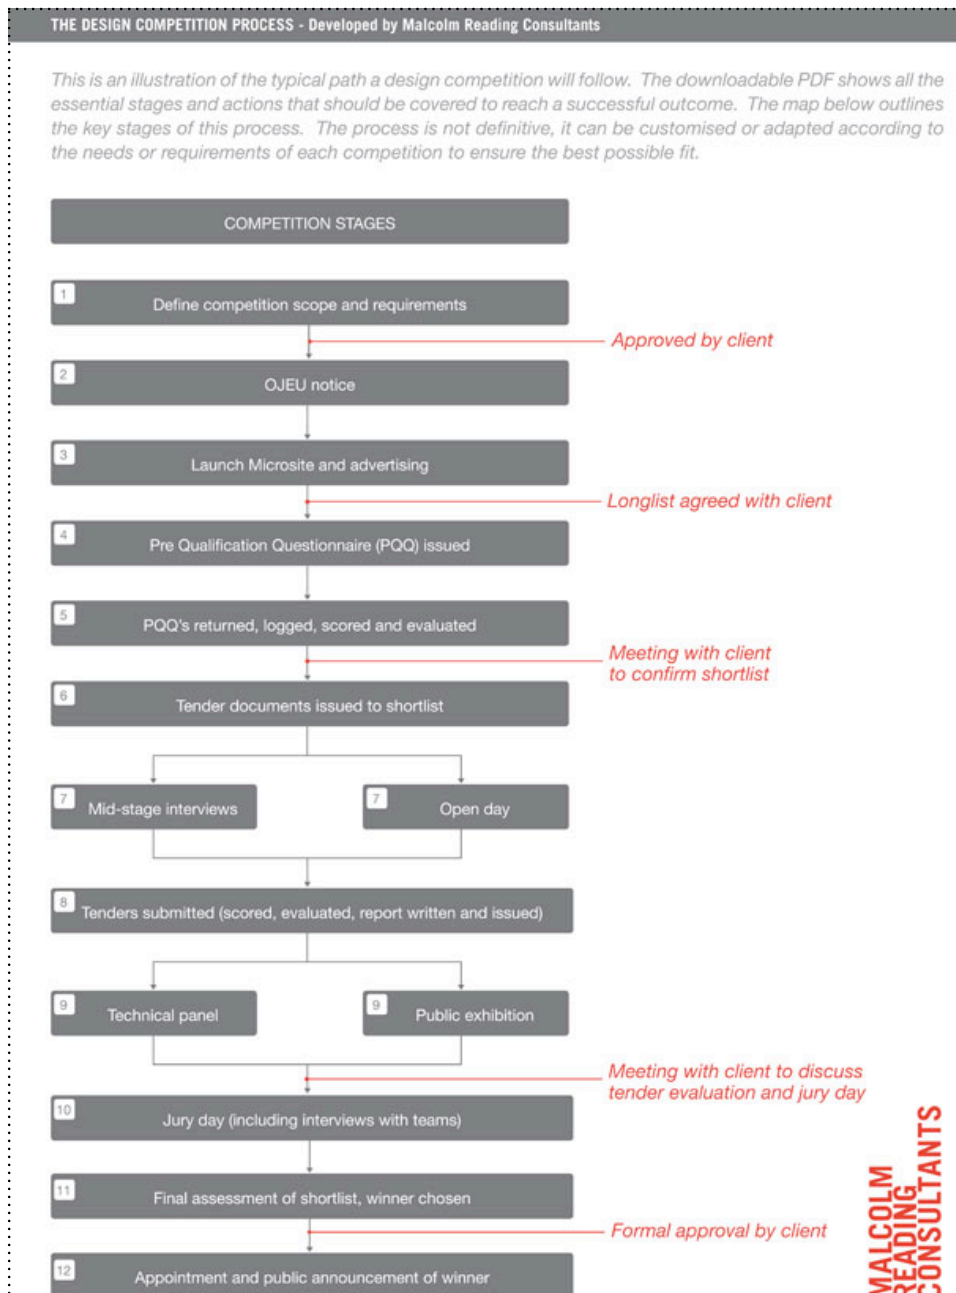 THE DESIGN COMPETITION PROCESS - Developed by Malcolm Reading Consultants
This is an illustration of the typical path a design competition will follow. The downloadable PDF shows all the
essential stages and actions that should be covered to reach a successful outcome. The map below outlines
the key stages of this process. The process is not definitive, it can be customised or adapted according to
the needs or requirements of each competition to ensure the best possible fit.
COMPETITION STAGES
1
Define competition scope and requirements
Approved by client
2
OJEU notice
3
Launch Microsite and advertising
Longlist agreed with client
4
Pre Qualification Questionnaire (PQQ) issued
5
PQQ's returned, logged, scored and evaluated
Meeting with client
to confirm shortlist
6
Tender documents issued to shortlist
7
Mid-stage interviews
7
Open day
8
Tenders submitted (scored, evaluated, report written and issued)
9
Technical panel
9
Public exhibition
Meeting with client to discuss
tender evaluation and jury day
10
Jury day (including interviews with teams)
11
Final assessment of shortlist, winner chosen
Formal approval by client
12
Appointment and public announcement of winner
MALCOLM
READING
CONSULTANTS